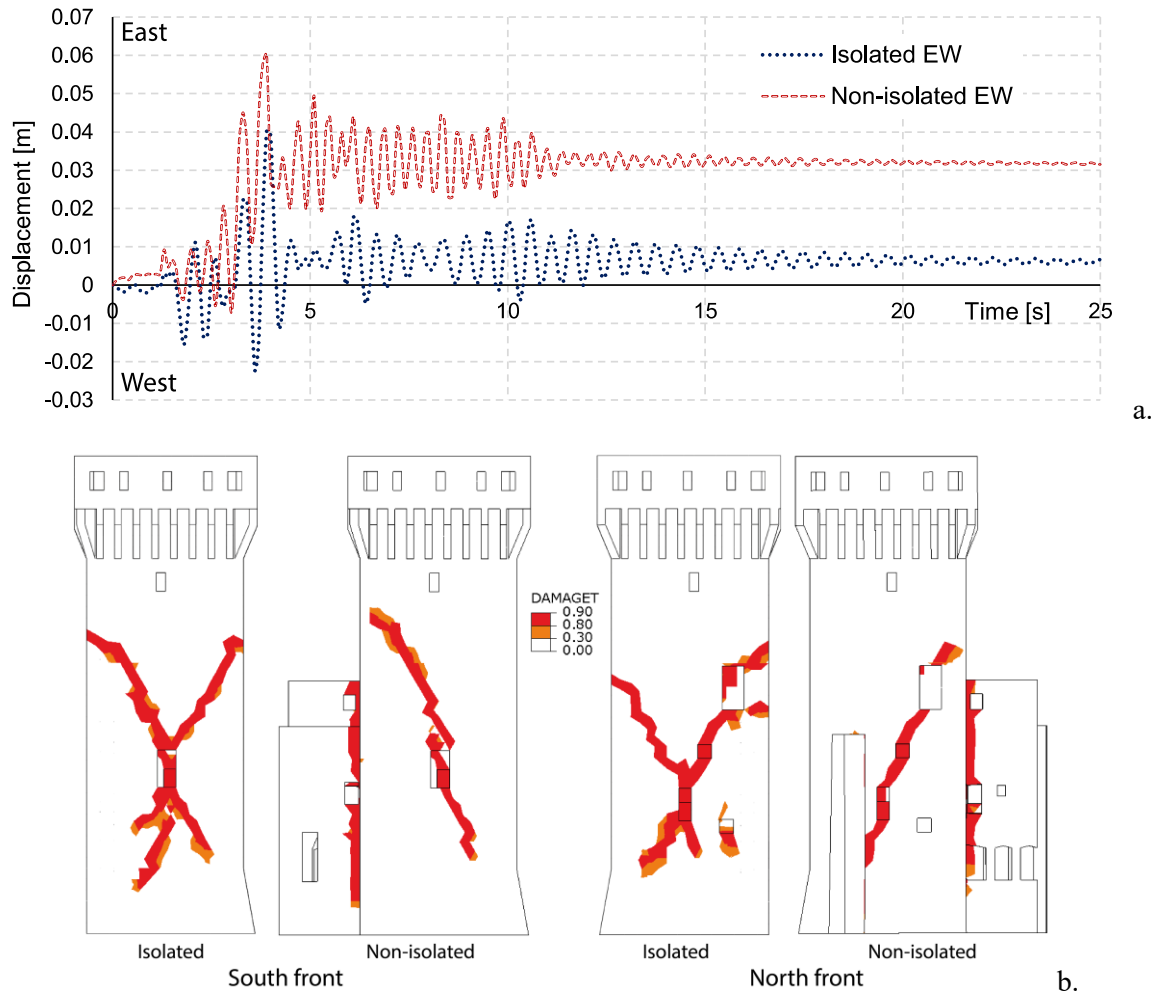 0.07
East
0.06
Isolated EW
0.05
Non-isolated EW
0.04
0.03
0.02
0.01
0
0 5 10 15 20 25
Displacement [m]
Time [s]
-0.01
-0.02
West
-0.03
a.
DAMAGET
0.90
0.80
0.30
0.00
Isolated Non-isolated Isolated Non-isolated
South front North front
b.